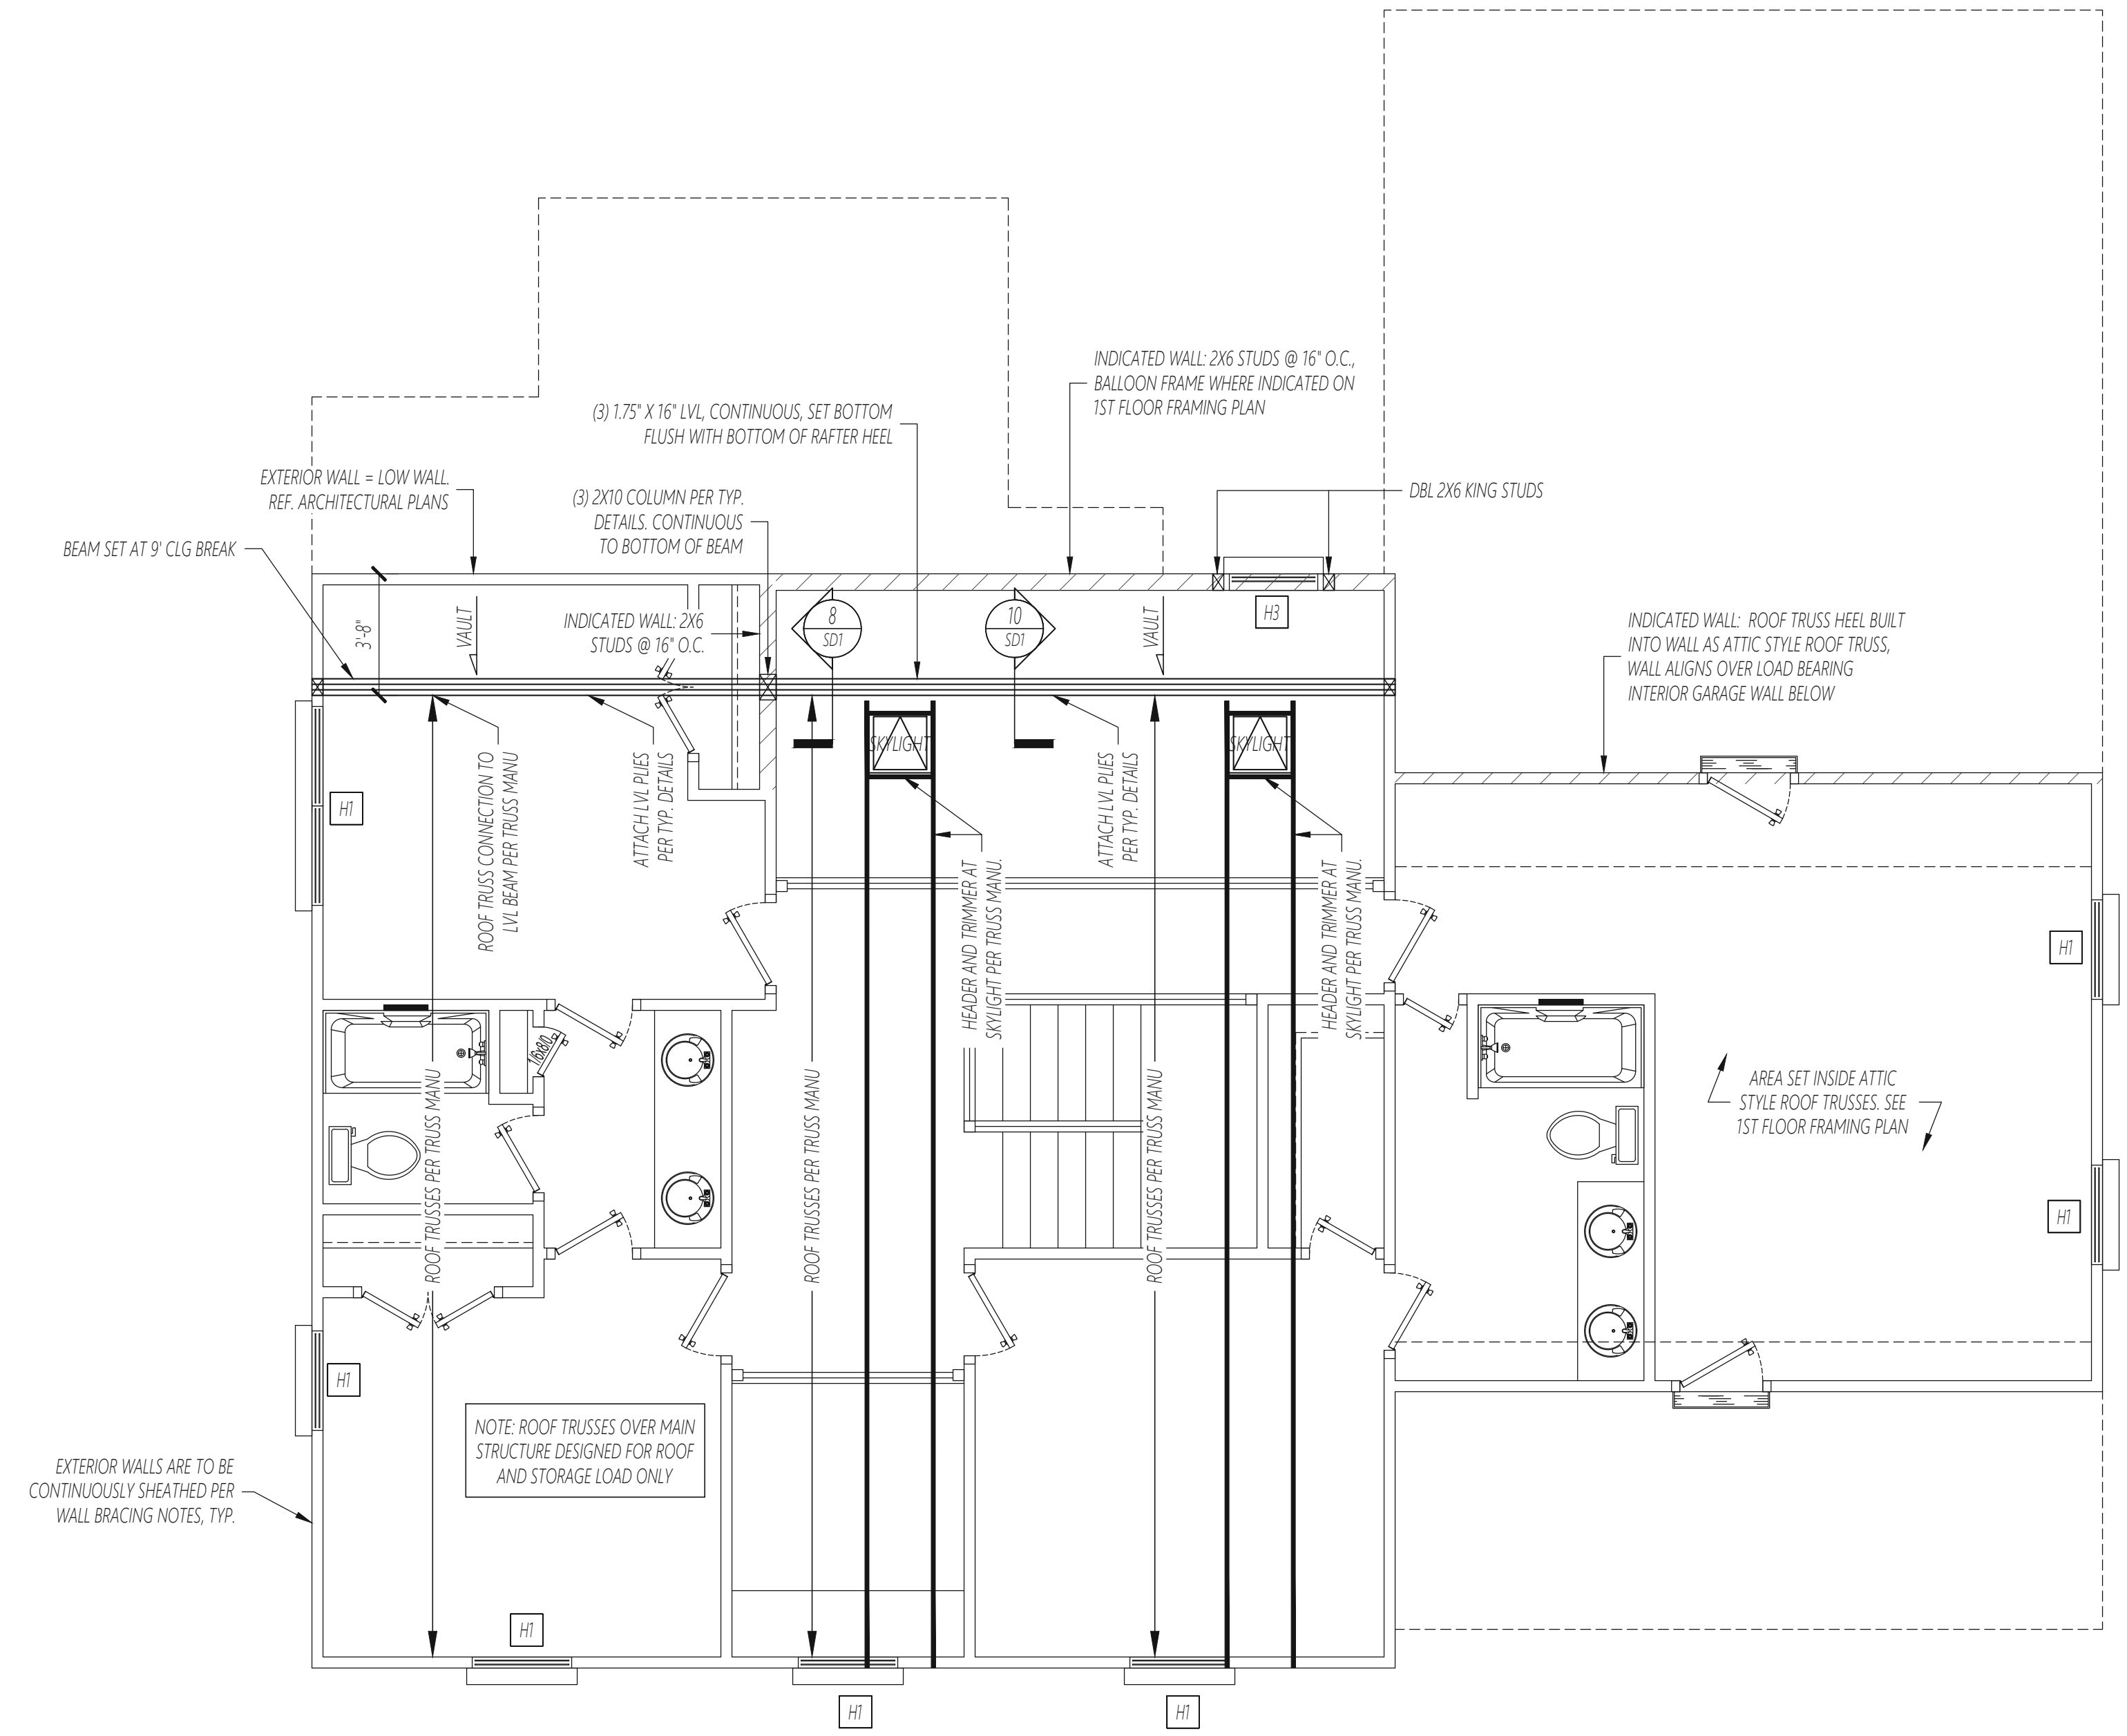 INDICATED WALL: 2X6 STUDS @ 16" O.C.,
BALLOON FRAME WHERE INDICATED ON
1ST FLOOR FRAMING PLAN
(3) 1.75" X 16" LVL, CONTINUOUS, SET BOTTOM
FLUSH WITH BOTTOM OF RAFTER HEEL
EXTERIOR WALL = LOW WALL.
REF. ARCHITECTURAL PLANS
(3) 2X10 COLUMN PER TYP.
DETAILS. CONTINUOUS
TO BOTTOM OF BEAM
DBL 2X6 KING STUDS
BEAM SET AT 9' CLG BREAK
3'-8"
VAULT
INDICATED WALL: 2X6
STUDS @ 16" O.C.
8
SD1
10
SD1
VAULT
H3
INDICATED WALL: ROOF TRUSS HEEL BUILT
INTO WALL AS ATTIC STYLE ROOF TRUSS,
WALL ALIGNS OVER LOAD BEARING
INTERIOR GARAGE WALL BELOW
SKYLIGHT
SKYLIGHT
H1
ROOF TRUSS CONNECTION TO
LVL BEAM PER TRUSS MANU
ATTACH LVL PLIES
PER TYP. DETAILS
ATTACH LVL PLIES
PER TYP. DETAILS
HEADER AND TRIMMER AT
SKYLIGHT PER TRUSS MANU.
HEADER AND TRIMMER AT
SKYLIGHT PER TRUSS MANU.
H1
1/6x8/0
ROOF TRUSSES PER TRUSS MANU
ROOF TRUSSES PER TRUSS MANU
ROOF TRUSSES PER TRUSS MANU
AREA SET INSIDE ATTIC
STYLE ROOF TRUSSES. SEE
1ST FLOOR FRAMING PLAN
H1
H1
NOTE: ROOF TRUSSES OVER MAIN
STRUCTURE DESIGNED FOR ROOF
AND STORAGE LOAD ONLY
EXTERIOR WALLS ARE TO BE
CONTINUOUSLY SHEATHED PER
WALL BRACING NOTES, TYP.
H1
H1
H1